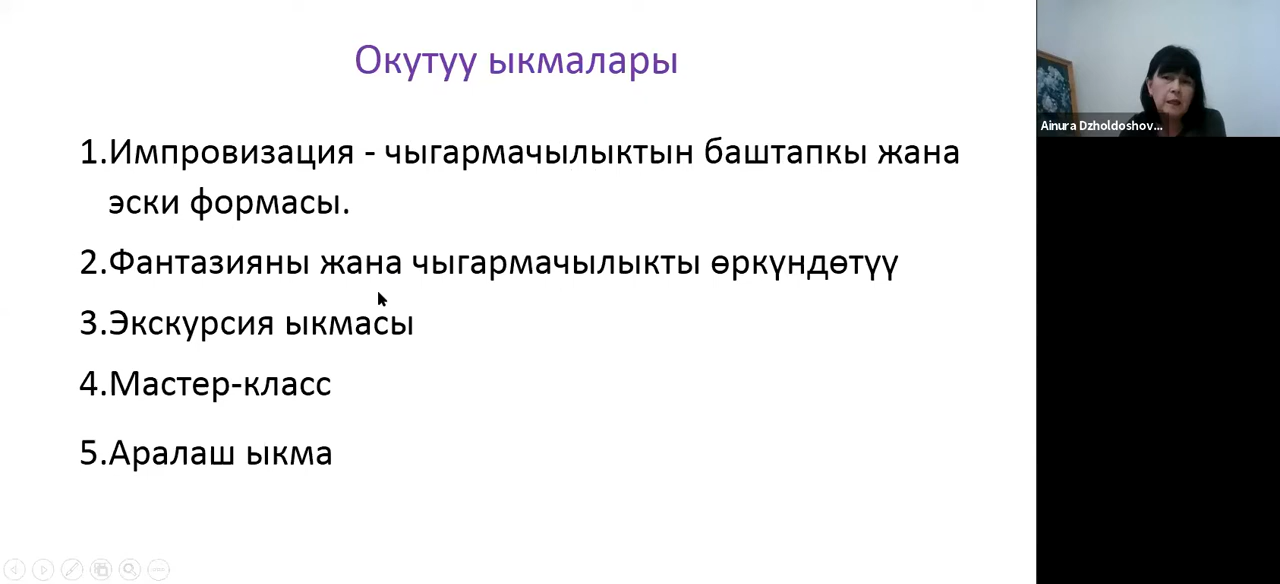 Окутуу ыкмалары
1.Импровизация - чыгармачылыктын баштапкы жана
эски формасы.
2.Фантазияны жана чыгармачылыкты өркүндөтүү
3.Экскурсия ыкмасы
4.Мастер-класс
5.Аралаш ыкма
Ainura Dzholdoshov...